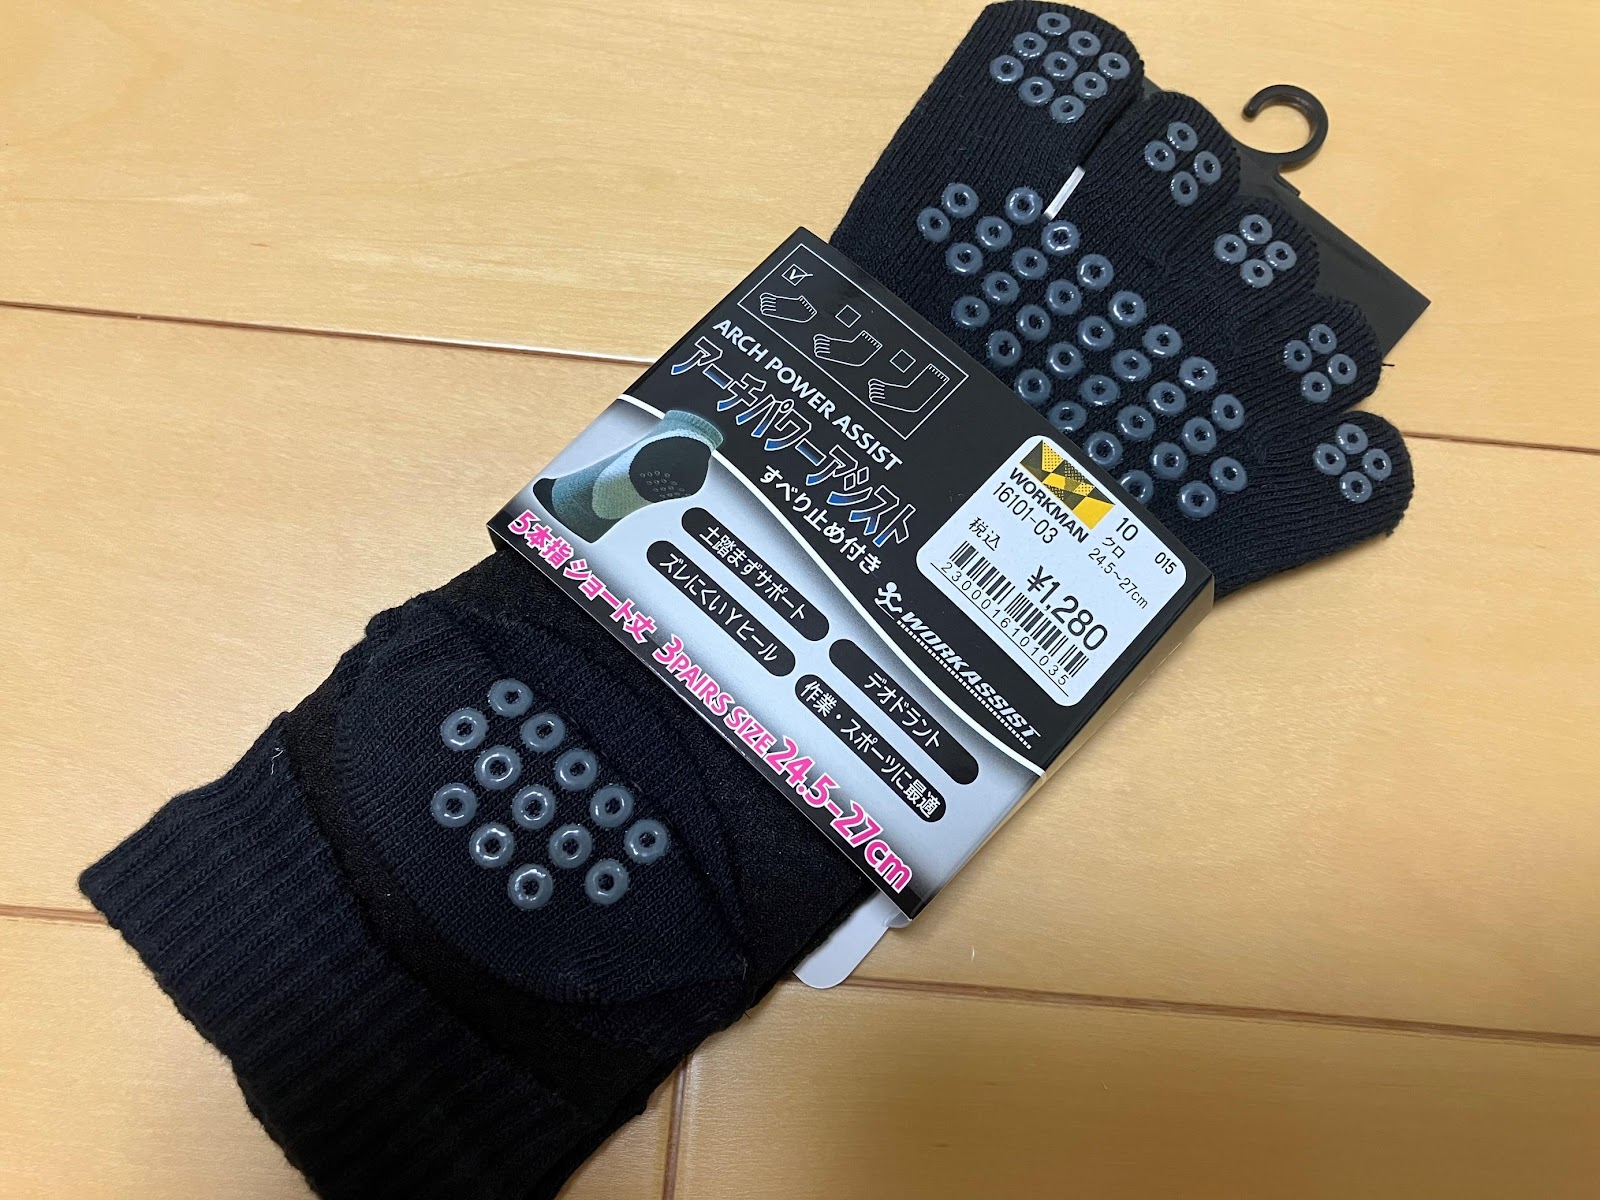 ARCH POWER ASSIST
アーチパワーアシスト
すべり止め付き
土踏まずサポート
ズレにくいYヒール
デオドラント
作業・スポーツに最適
WORK ASSIST
5本指 ショート丈 3PAIRS SIZE 24.5-27cm
WORKMAN
10 015
16101-03
クロ
24.5~27cm
税込
¥1,280
2300016101035